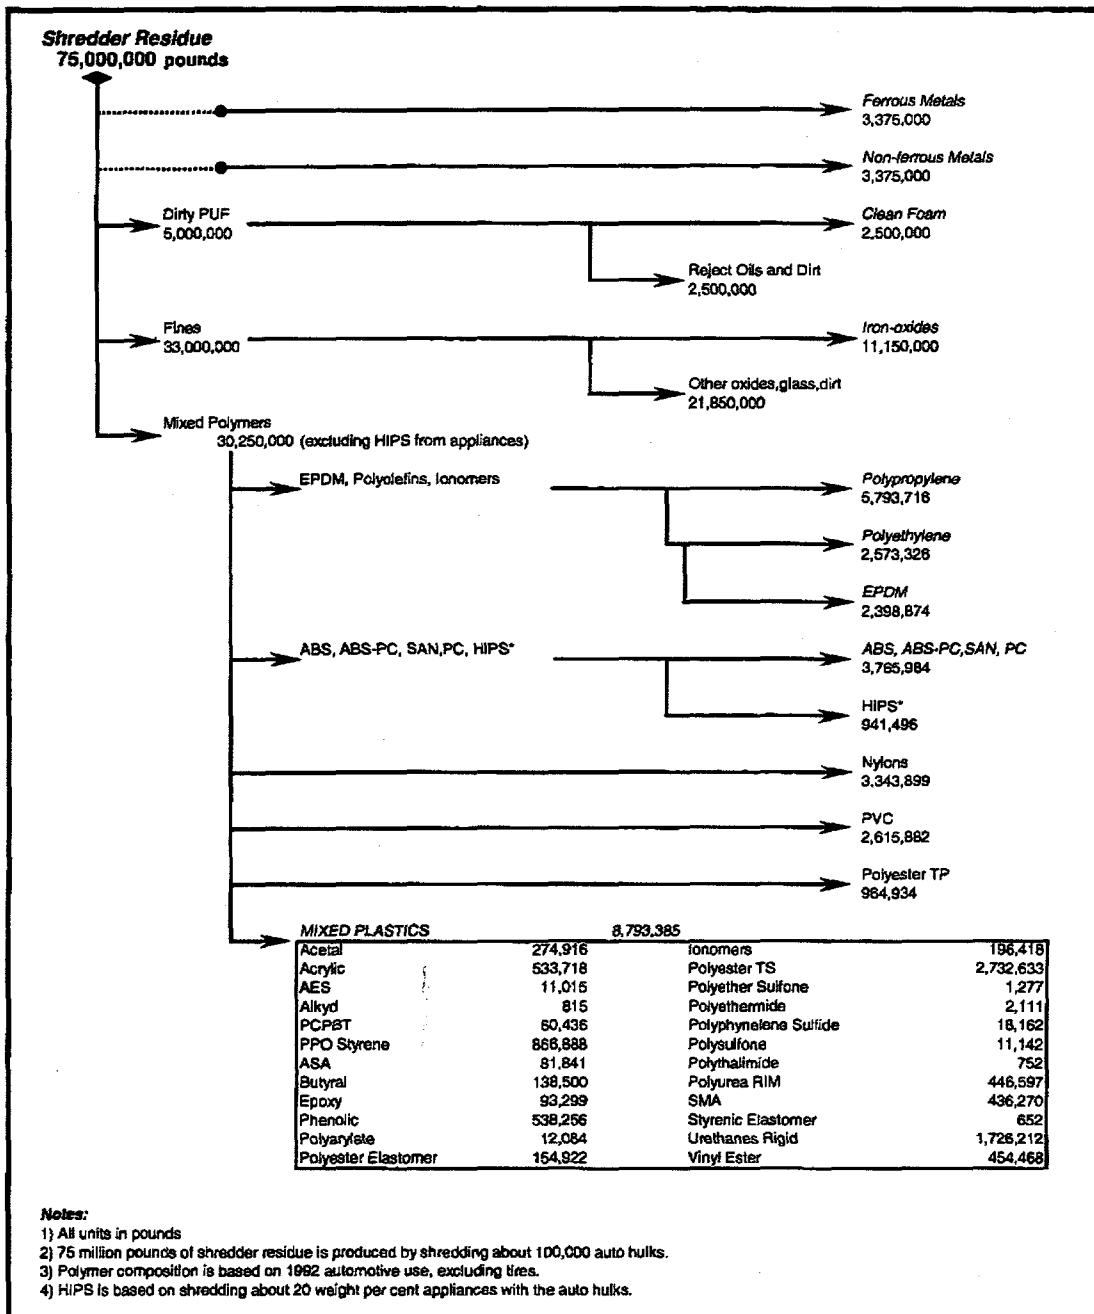 Shredder Residue
75,000,000 pounds
Ferrous Metals
3,375,000
Non-ferrous Metals
3,375,000
Dirty PUF
5,000,000
Clean Foam
2,500,000
Reject Oils and Dirt
2,500,000
Fines
33,000,000
Iron-oxides
11,150,000
Other oxides,glass,dirt
21,850,000
Mixed Polymers
30,250,000 (excluding HIPS from appliances)
EPDM, Polyolefins, Ionomers
Polypropylene
5,793,716
Polyethylene
2,573,326
EPDM
2,398,874
ABS, ABS-PC, SAN,PC, HIPS*
ABS, ABS-PC,SAN, PC
3,765,984
HIPS*
941,496
Nylons
3,343,899
PVC
2,615,882
Polyester TP
964,934
MIXED PLASTICS 8,793,385
Acetal 274,916 Ionomers 196,418
Acrylic 533,718 Polyester TS 2,732,633
AES 11,015 Polyether Sulfone 1,277
Alkyd 815 Polyethermide 2,111
PCPBT 60,436 Polyphynelene Sulfide 18,162
PPO Styrene 866,888 Polysulfone 11,142
ASA 81,841 Polythalimide 752
Butyral 138,500 Polyurea RIM 446,597
Epoxy 93,299 SMA 436,270
Phenolic 538,256 Styrenic Elastomer 652
Polyarylate 12,084 Urethanes Rigid 1,726,212
Polyester Elastomer 154,922 Vinyl Ester 454,468
Notes:
1) All units in pounds
2) 75 million pounds of shredder residue is produced by shredding about 100,000 auto hulks.
3) Polymer composition is based on 1992 automotive use, excluding tires.
4) HIPS is based on shredding about 20 weight per cent appliances with the auto hulks.